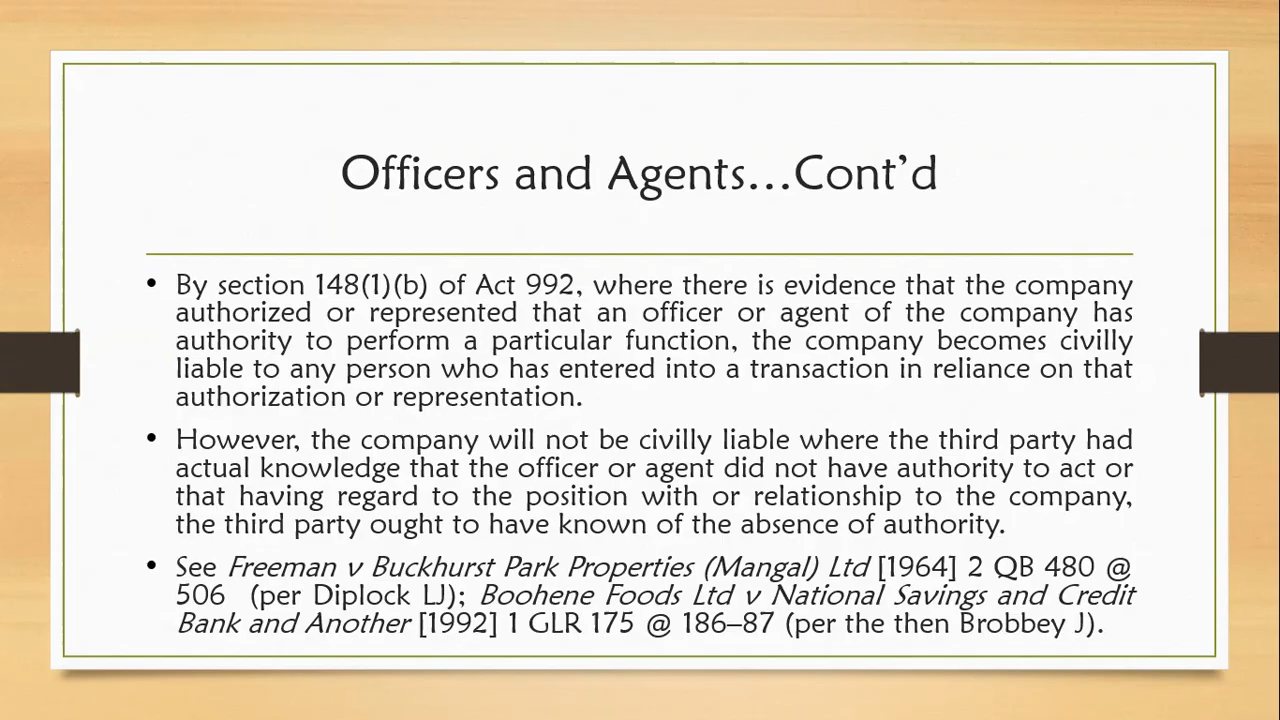 Officers and Agents…Cont’d
• By section 148(1)(b) of Act 992, where there is evidence that the company
authorized or represented that an officer or agent of the company has
authority to perform a particular function, the company becomes civilly
liable to any person who has entered into a transaction in reliance on that
authorization or representation.
• However, the company will not be civilly liable where the third party had
actual knowledge that the officer or agent did not have authority to act or
that having regard to the position with or relationship to the company,
the third party ought to have known of the absence of authority.
• See Freeman v Buckhurst Park Properties (Mangal) Ltd [1964] 2 QB 480 @
506 (per Diplock LJ); Boohene Foods Ltd v National Savings and Credit
Bank and Another [1992] 1 GLR 175 @ 186–87 (per the then Brobbey J).